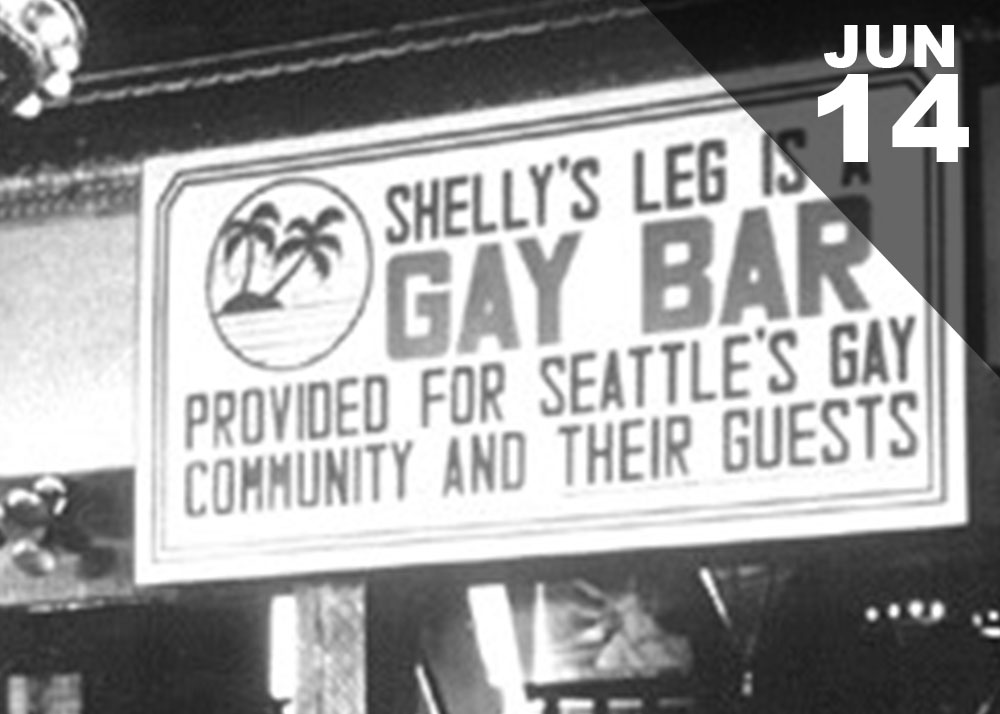 JUN
14
SHELLY'S LEG IS A
GAY BAR
PROVIDED FOR SEATTLE'S GAY
COMMUNITY AND THEIR GUESTS